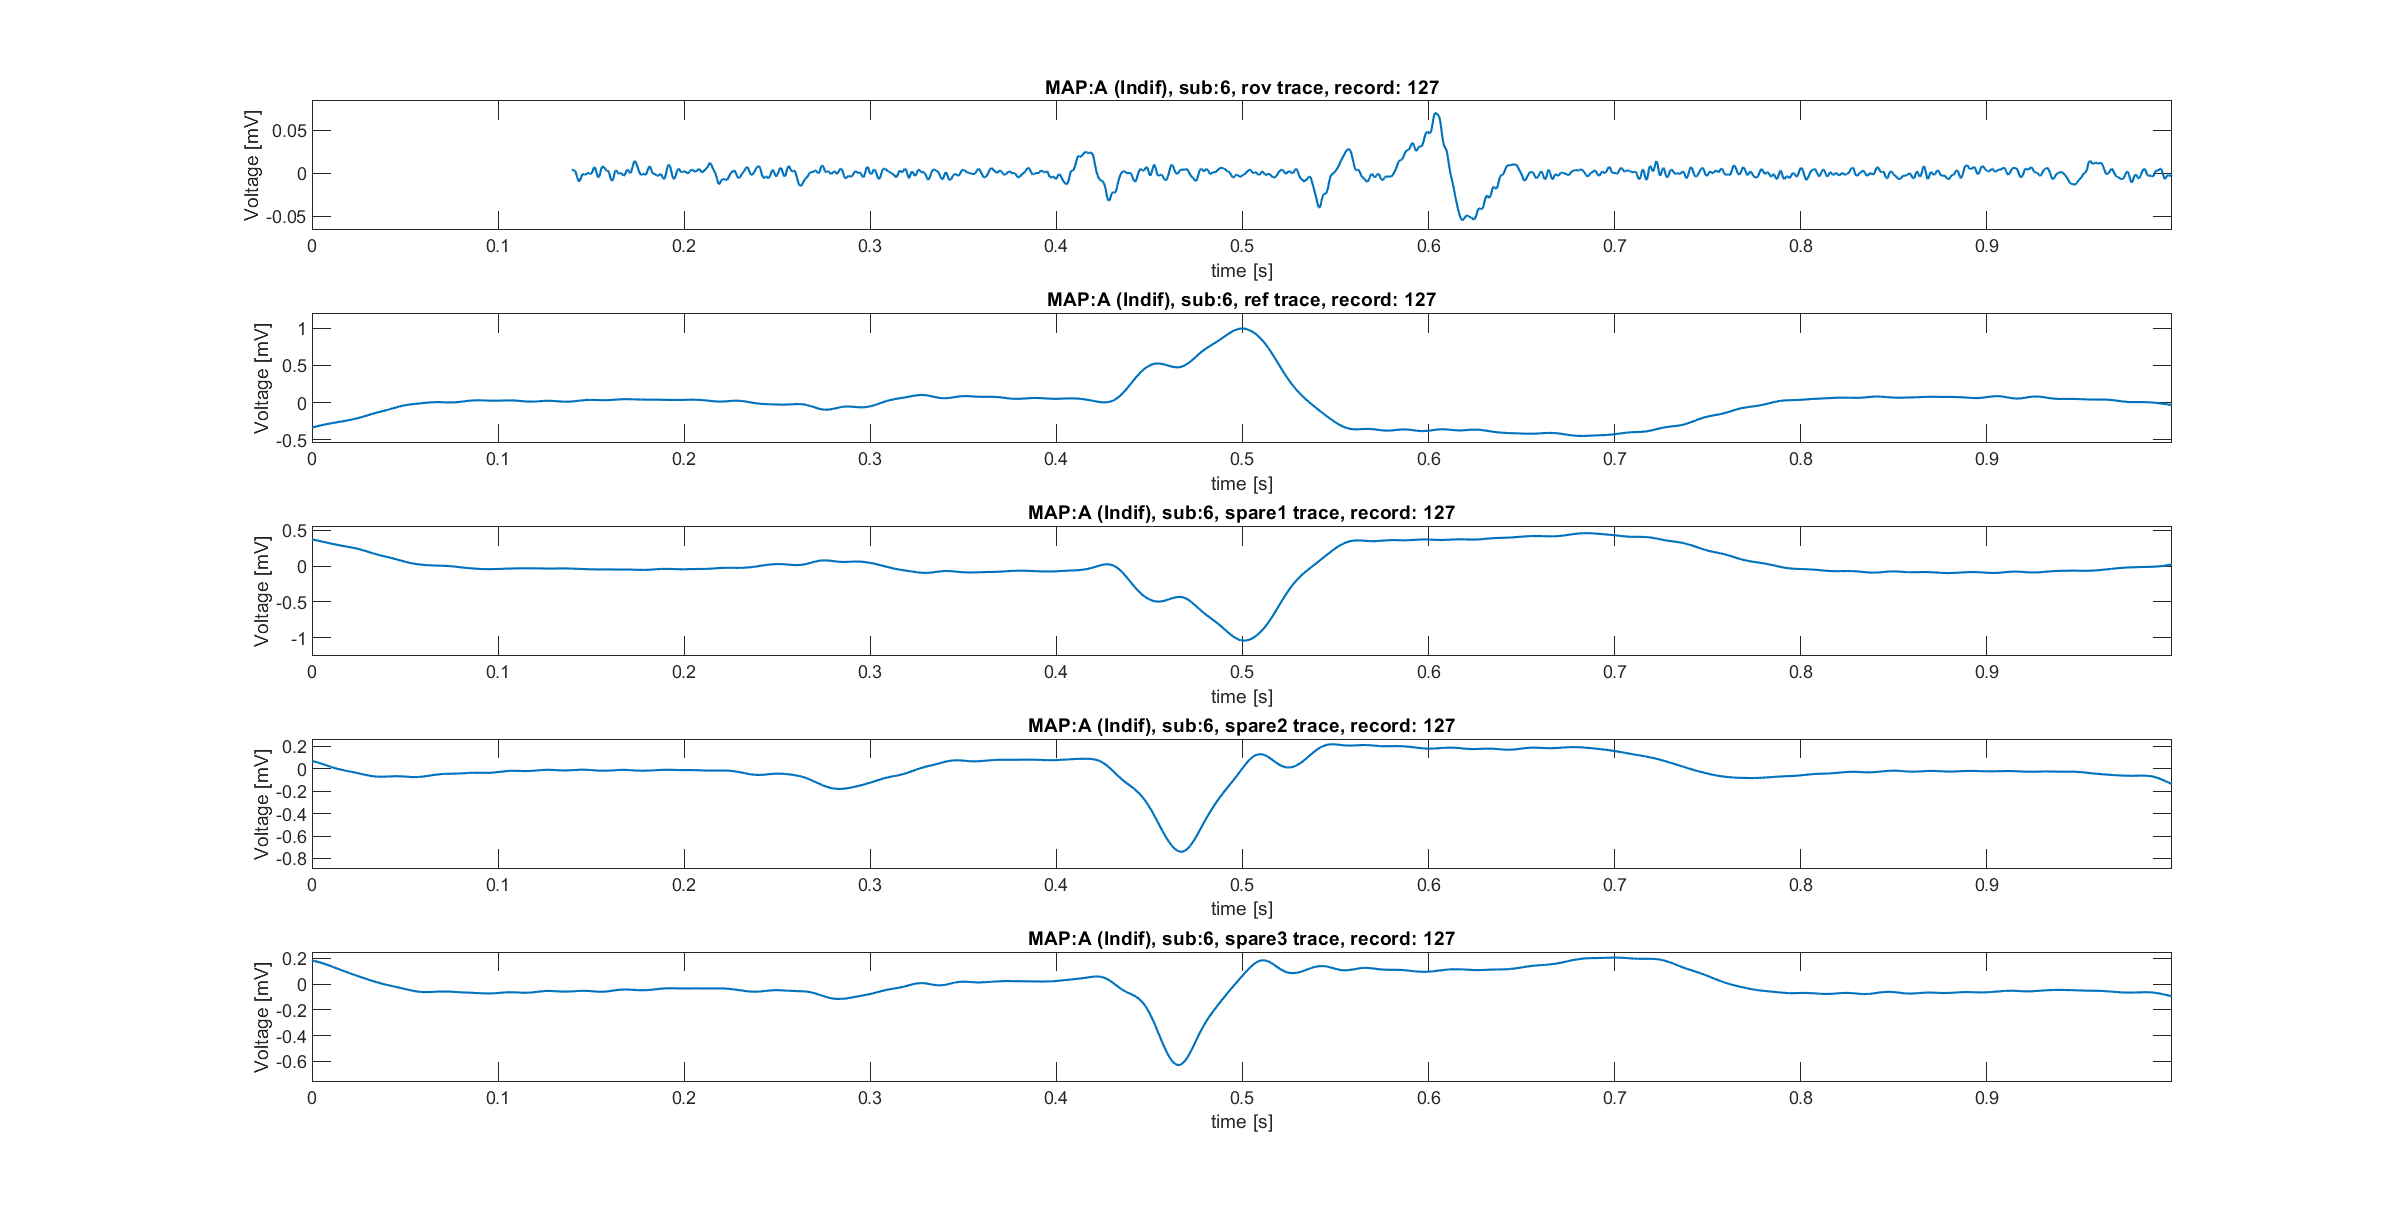 MAP:A (Indif), sub:6, rov trace, record: 127
Voltage [mV]
0.05
0
-0.05
0 0.1 0.2 0.3 0.4 0.5 0.6 0.7 0.8 0.9
time [s]
MAP:A (Indif), sub:6, ref trace, record: 127
Voltage [mV]
1
0.5
0
-0.5
0 0.1 0.2 0.3 0.4 0.5 0.6 0.7 0.8 0.9
time [s]
MAP:A (Indif), sub:6, spare1 trace, record: 127
Voltage [mV]
0.5
0
-0.5
-1
0 0.1 0.2 0.3 0.4 0.5 0.6 0.7 0.8 0.9
time [s]
MAP:A (Indif), sub:6, spare2 trace, record: 127
Voltage [mV]
0.2
0
-0.2
-0.4
-0.6
-0.8
0 0.1 0.2 0.3 0.4 0.5 0.6 0.7 0.8 0.9
time [s]
MAP:A (Indif), sub:6, spare3 trace, record: 127
Voltage [mV]
0.2
0
-0.2
-0.4
-0.6
0 0.1 0.2 0.3 0.4 0.5 0.6 0.7 0.8 0.9
time [s]